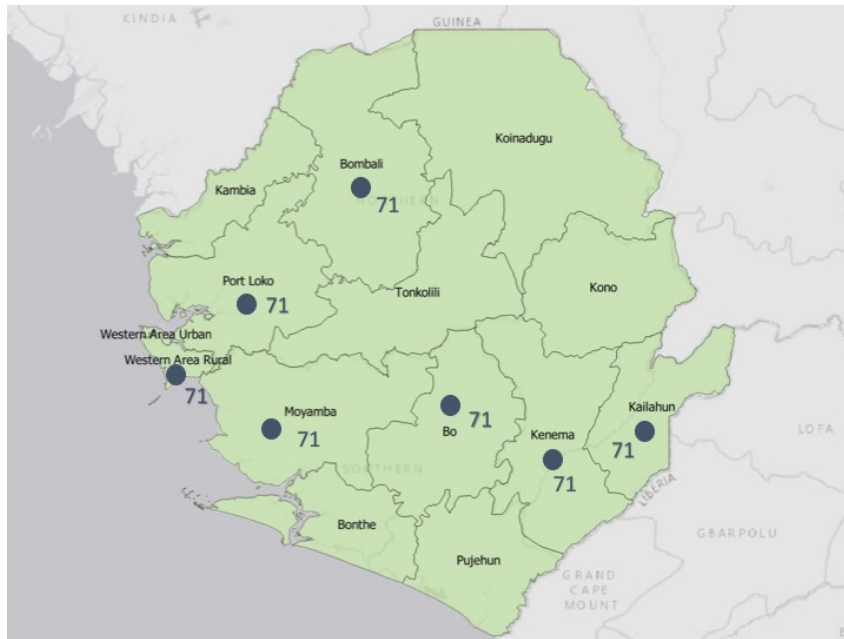 KINDIA
GUINEA
Koinadugu
Bombali
NORTHERN
71
Kambia
Port Loko
71
Tonkolili
Kono
Western Area Urban
Western Area Rural
71
Moyamba
71
Bo
71
Kenema
71
Kailahun
71
LOFA
SOUTHERN
LIBERIA
Bonthe
Pujehun
GBARPOLU
GRAND
CAPE
MOUNT